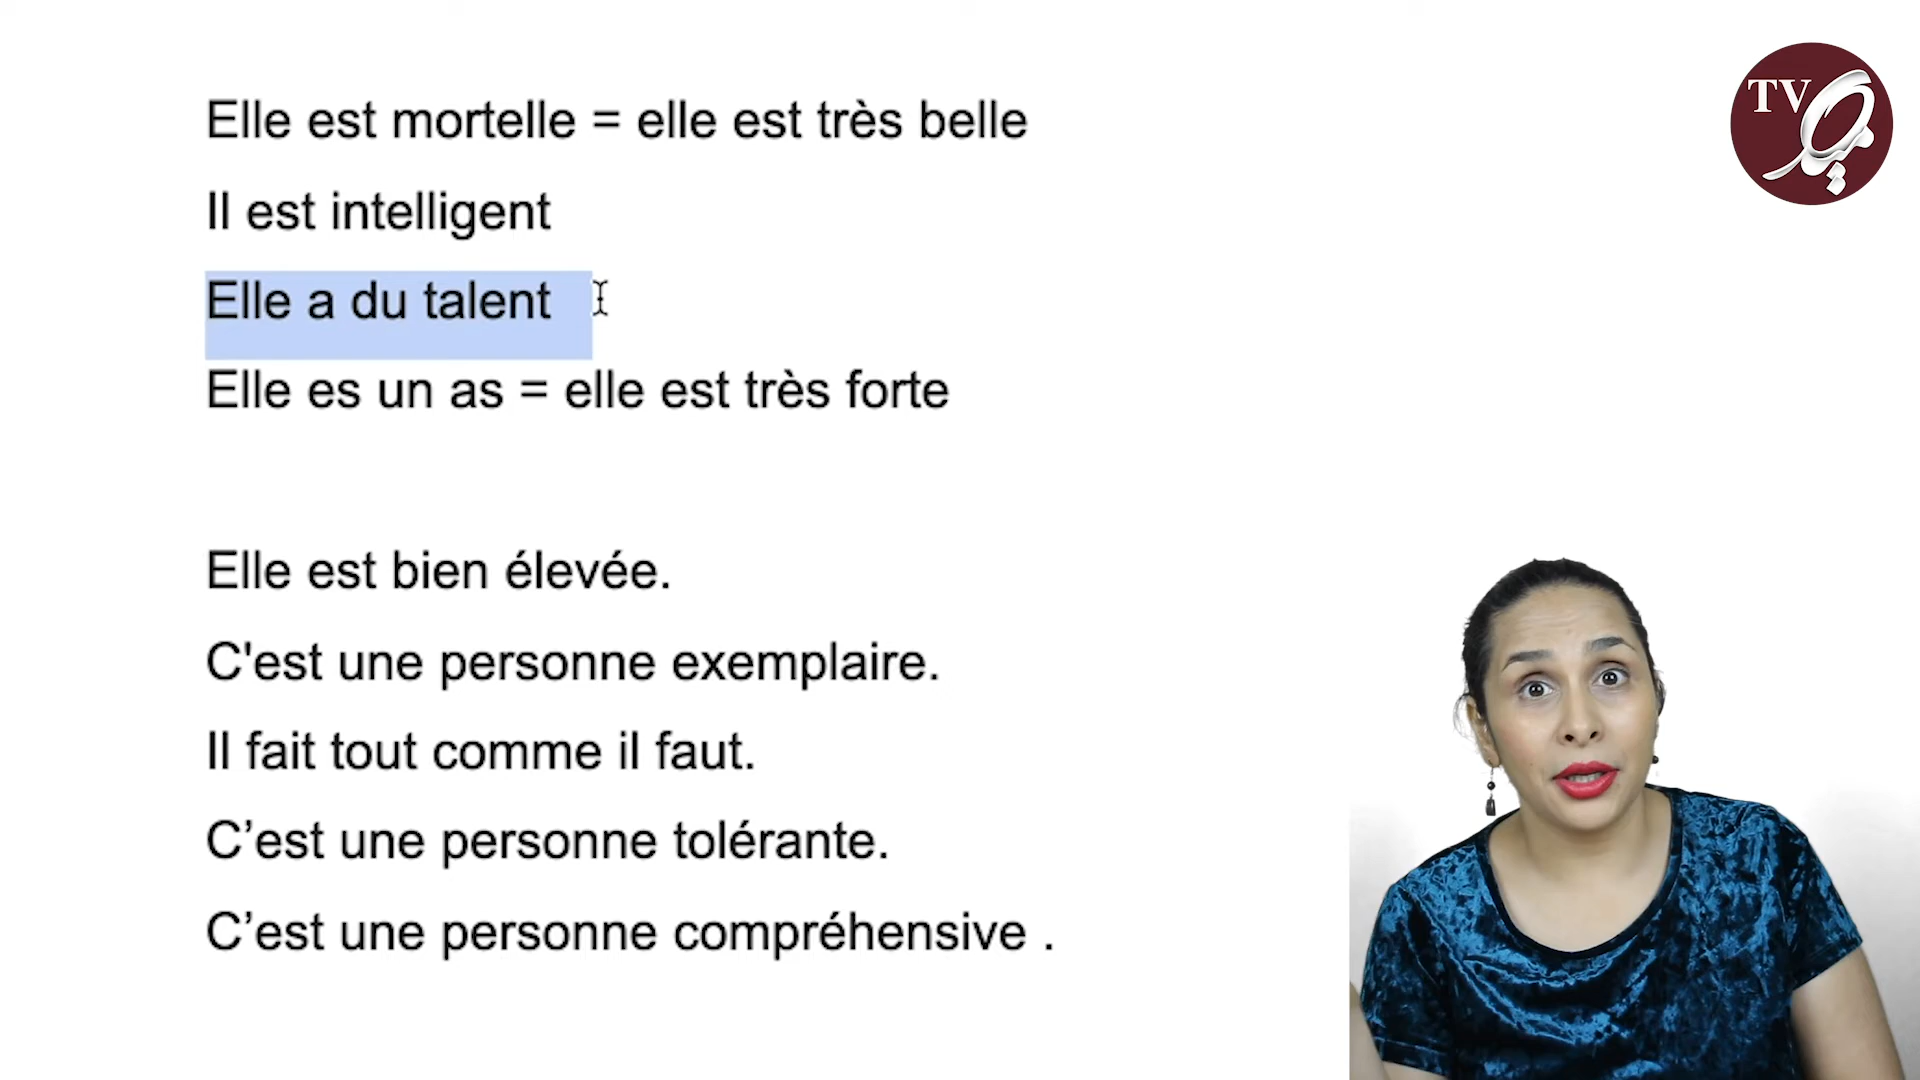 Elle est mortelle = elle est très belle
Il est intelligent
Elle a du talent
Elle es un as = elle est très forte
Elle est bien élevée.
C'est une personne exemplaire.
Il fait tout comme il faut.
C’est une personne tolérante.
C’est une personne compréhensive .
TV